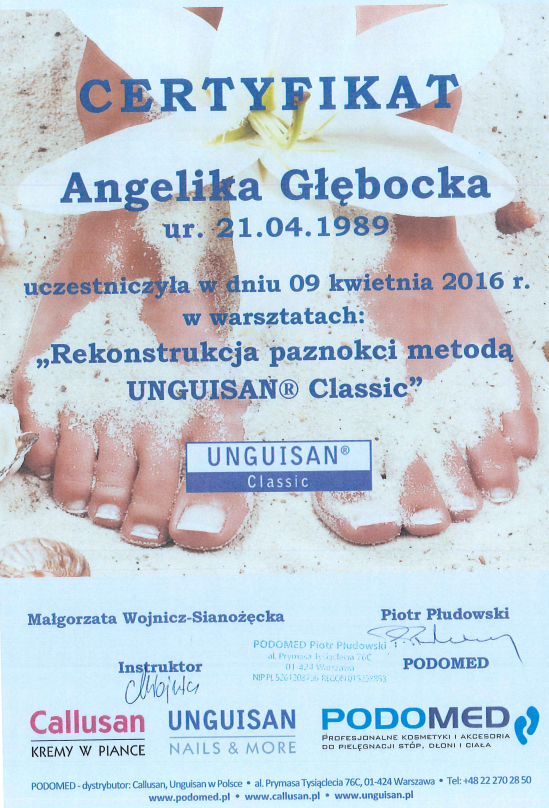 CERTYFIKAT
Angelika Głębocka
ur. 21.04.1989
uczestniczyła w dniu 09 kwietnia 2016 r.
w warsztatach:
„Rekonstrukcja paznokci metodą
UNGUISAN® Classic”
UNGUISAN®
Classic
Małgorzata Wojnicz-Sianożęcka
Piotr Płudowski
PODOMED Piotr Płudowski
al. Prymasa Tysiąclecia 76C
01-424 Warszawa
NIP PL
Instruktor
PODOMED
Callusan
KREMY W PIANCE
UNGUISAN
NAILS & MORE
PODOMED
PROFESJONALNE KOSMETYKI I AKCESORIA
DO PIELĘGNACJI STÓP, DŁONI I CIAŁA
PODOMED - dystrybutor: Callusan, Unguisan w Polsce • al. Prymasa Tysiąclecia 76C, 01-424 Warszawa • Tel: +48 22 270 28 50
www.podomed.pl • www.callusan.pl • www.unguisan.pl